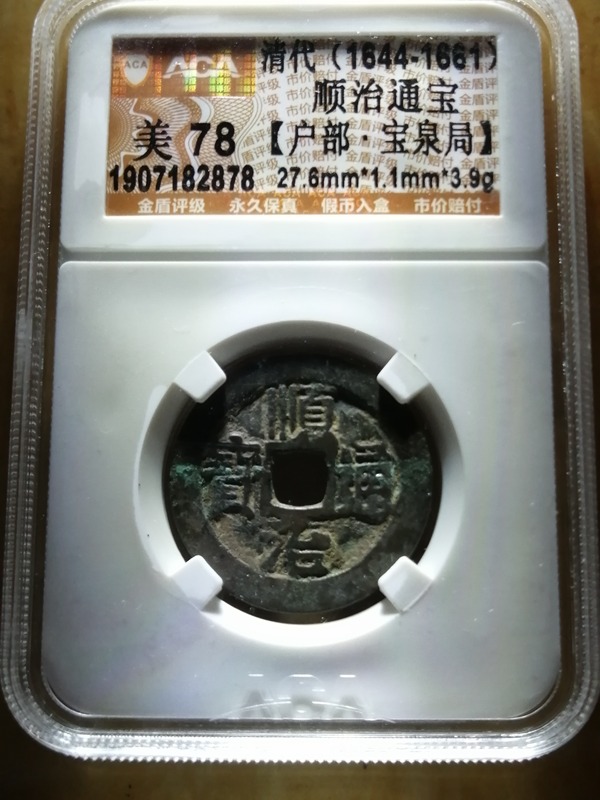 ACA ACA 清代（1644-1661）
顺治通宝
美 78 【户部·宝泉局】
1907182878 27.6mm*1.1mm*3.9g
金盾评级 永久保真 假币入盒 市价赔付
順
寶 通
治
ACA